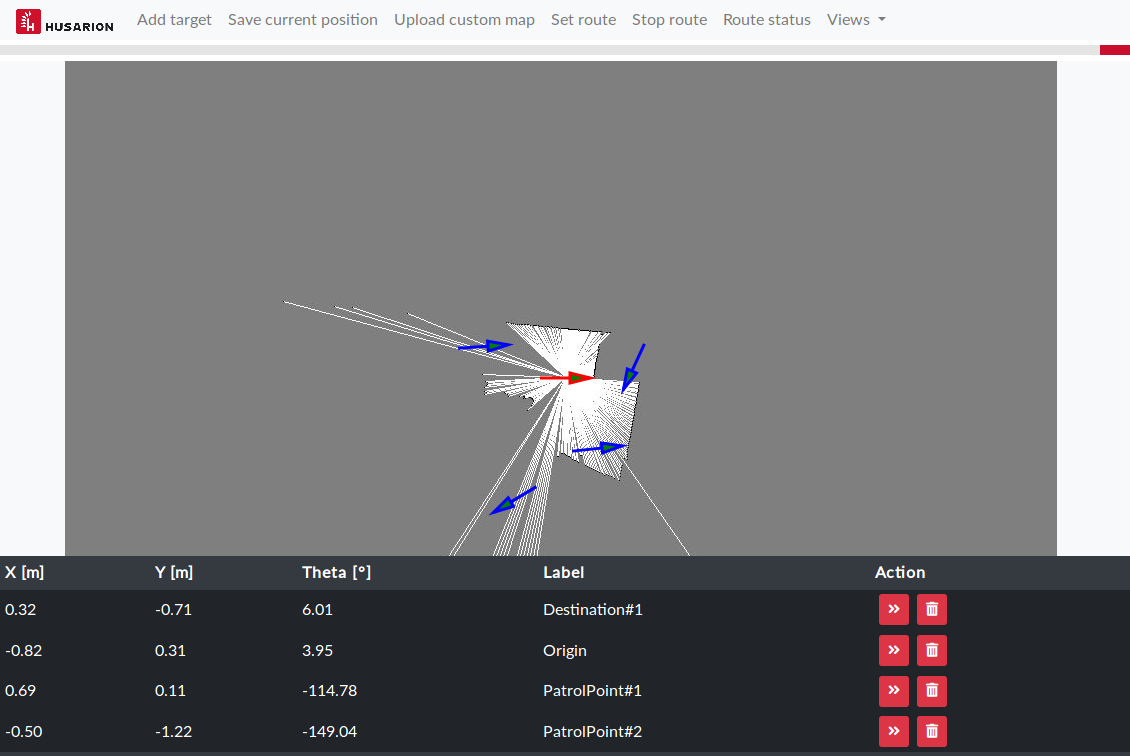 HUSARION Add target Save current position Upload custom map Set route Stop route Route status Views
X [m] Y [m] Theta [°] Label Action
0.32 -0.71 6.01 Destination#1
-0.82 0.31 3.95 Origin
0.69 0.11 -114.78 PatrolPoint#1
-0.50 -1.22 -149.04 PatrolPoint#2